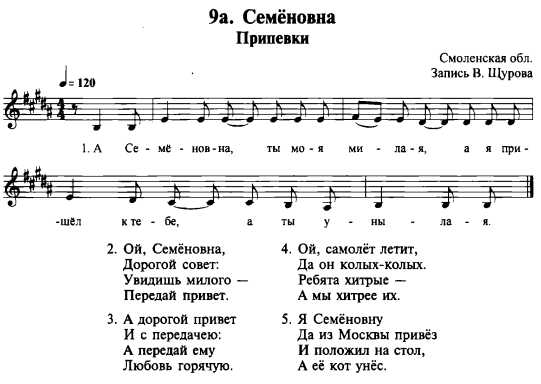 9а. Семёновна
Припевки
Смоленская обл.
Запись В. Щурова
♩ = 120
1. А Се - мё - нов - на, ты мо - я ми - ла - я, а я при -
-шёл к те - бе, а ты у - ны - ла - я.
2. Ой, Семёновна,
Дорогой совет:
Увидишь милого —
Передай привет.
3. А дорогой привет
И с передачею:
А передай ему
Любовь горячую.
4. Ой, самолёт летит,
Да он колых-колых.
Ребята хитрые —
А мы хитрее их.
5. Я Семёновну
Да из Москвы привёз
И положил на стол,
А её кот унёс.